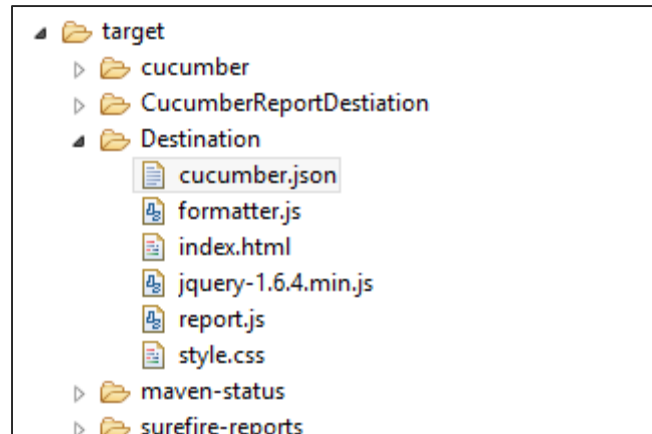 target
cucumber
CucumberReportDestiation
Destination
cucumber.json
formatter.js
index.html
jquery-1.6.4.min.js
report.js
style.css
maven-status
surefire-reports